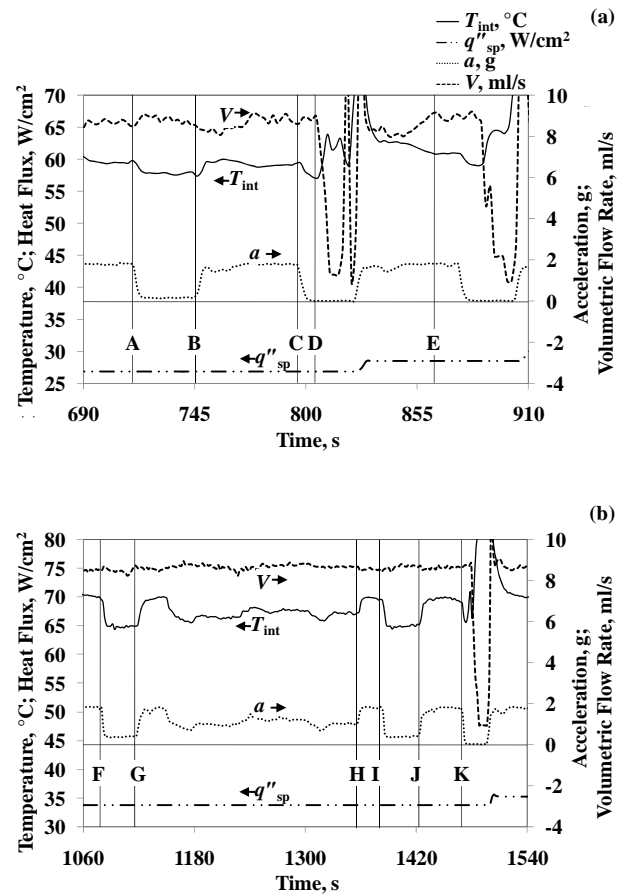 (a)
T_int, °C
q″_sp, W/cm²
a, g
V, ml/s
Temperature, °C; Heat Flux, W/cm²
70
65
60
55
50
45
40
35
30
25
10
8
6
4
2
0
-2
-4
Acceleration, g;
Volumetric Flow Rate, ml/s
V
T_int
a
A B C D E
q″_sp
690 745 800 855 910
Time, s
(b)
Temperature, °C; Heat Flux, W/cm²
80
75
70
65
60
55
50
45
40
35
30
10
8
6
4
2
0
-2
-4
Acceleration, g;
Volumetric Flow Rate, ml/s
V
T_int
a
F G H I J K
q″_sp
1060 1180 1300 1420 1540
Time, s